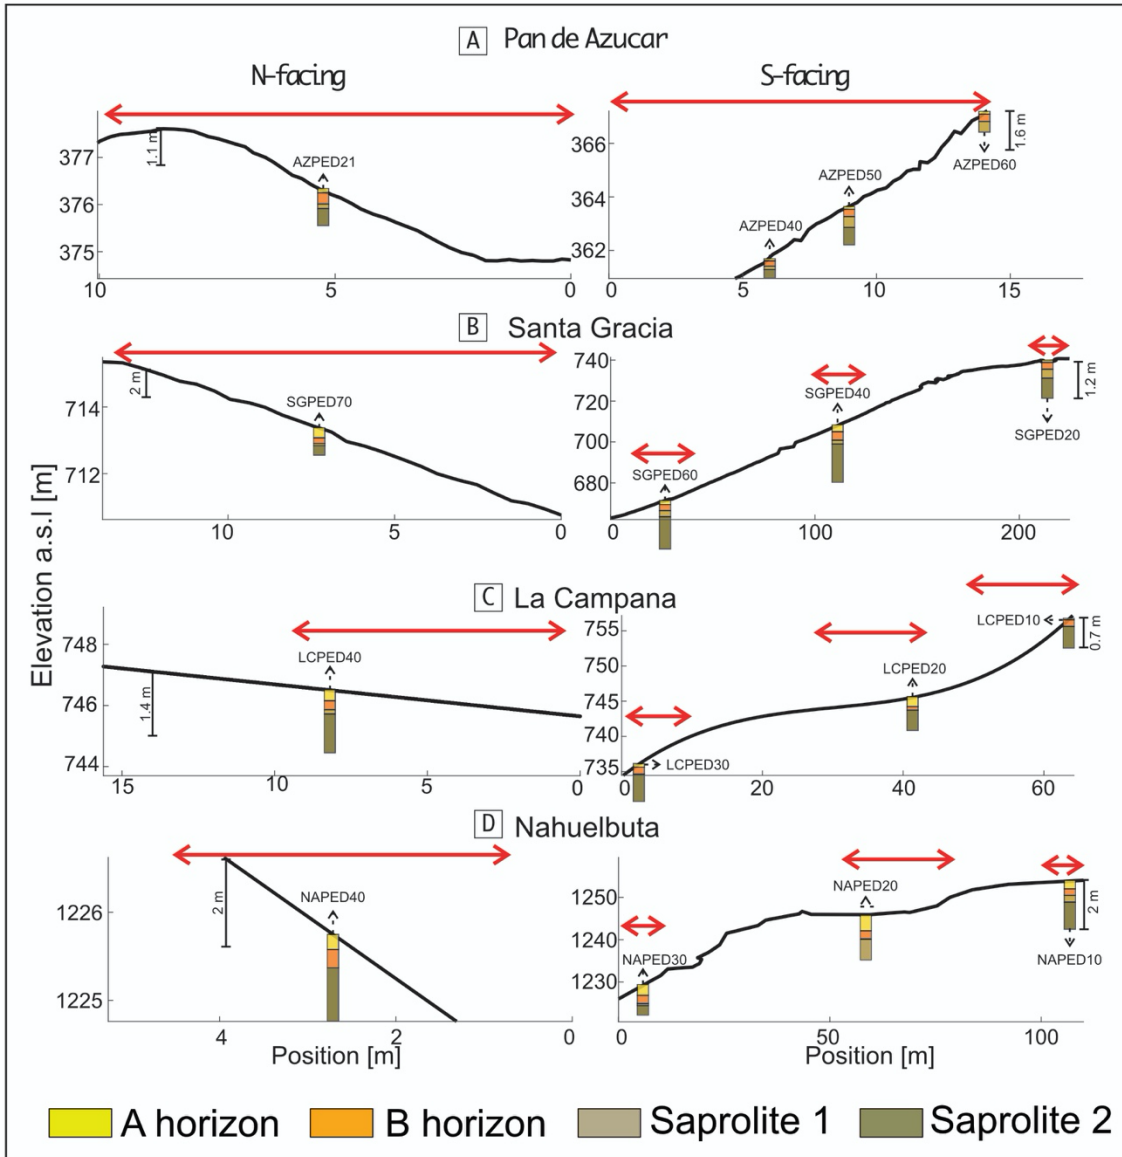 A Pan de Azucar
N-facing
S-facing
377
376
375
1.1 m
AZPED21
10
5
0
366
364
362
AZPED40
AZPED50
AZPED60
1.6 m
0
5
10
15
B Santa Gracia
714
712
2 m
SGPED70
10
5
0
740
720
700
680
SGPED60
SGPED40
SGPED20
1.2 m
0
100
200
Elevation a.s.l [m]
C La Campana
748
746
744
1.4 m
LCPED40
15
10
5
0
755
750
745
740
735
LCPED30
LCPED20
LCPED10
0.7 m
0
20
40
60
D Nahuelbuta
1226
1225
2 m
NAPED40
4
2
0
Position [m]
1250
1240
1230
NAPED30
NAPED20
NAPED10
2 m
0
50
100
Position [m]
A horizon
B horizon
Saprolite 1
Saprolite 2